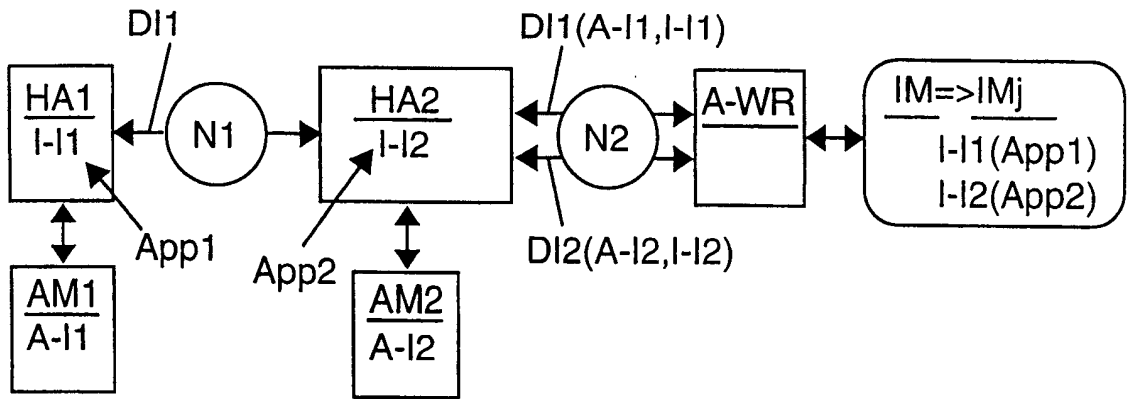 DI1
DI1(A-I1,I-I1)
HA1
I-I1
N1
HA2
I-I2
N2
A-WR
IM=>IMj
I-I1(App1)
I-I2(App2)
App1
App2
DI2(A-I2,I-I2)
AM1
A-I1
AM2
A-I2